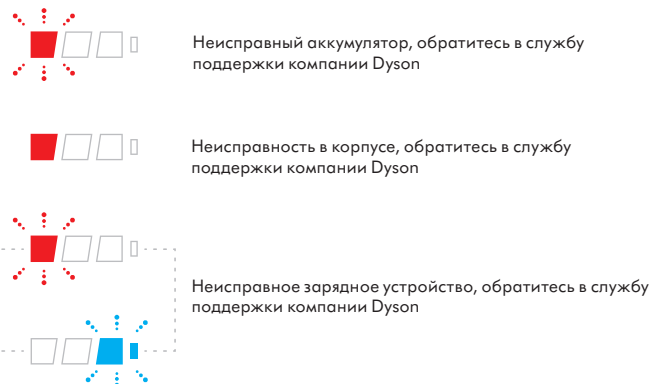 Неисправный аккумулятор, обратитесь в службу
поддержки компании Dyson
Неисправность в корпусе, обратитесь в службу
поддержки компании Dyson
Неисправное зарядное устройство, обратитесь в службу
поддержки компании Dyson